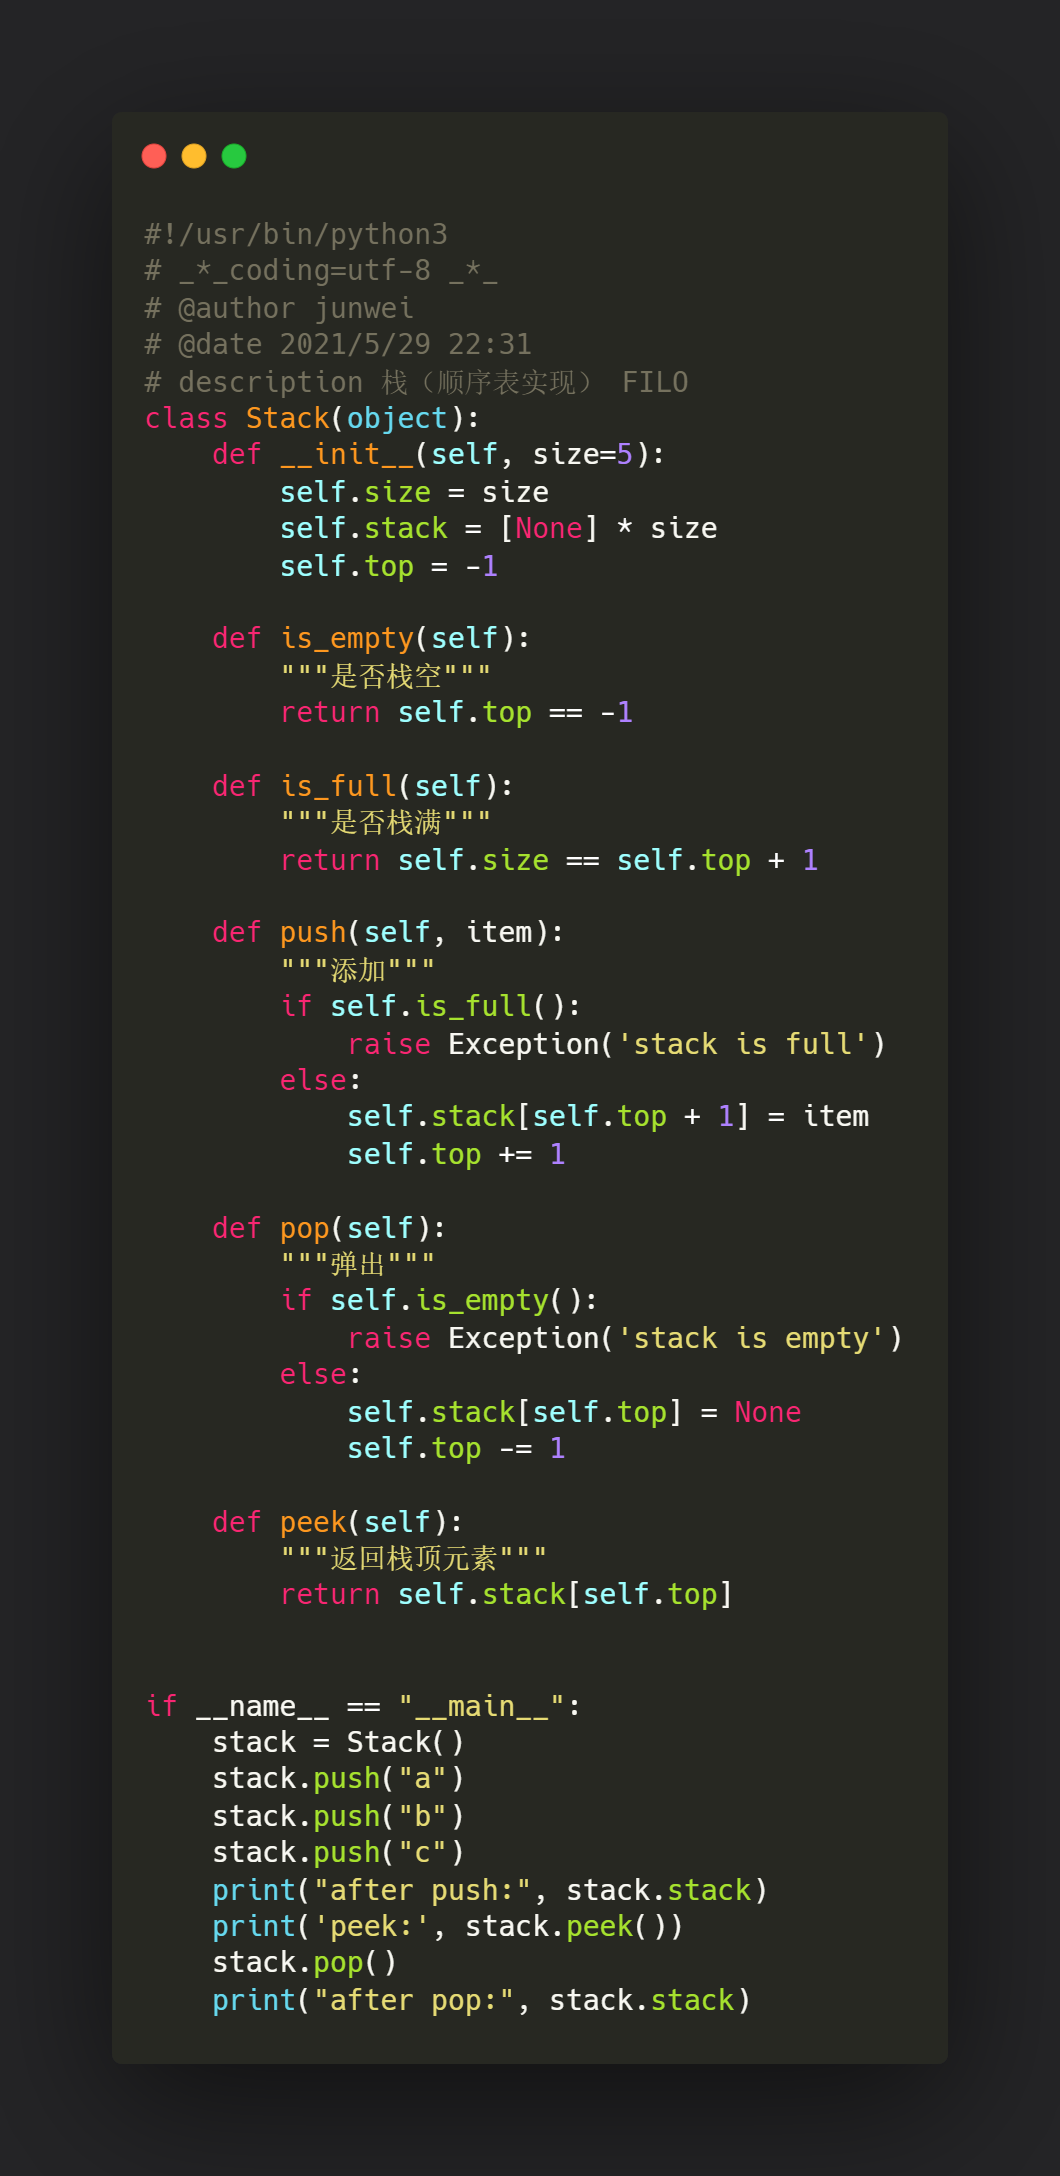 #!/usr/bin/python3
# _*_coding=utf-8 _*_
# @author junwei
# @date 2021/5/29 22:31
# description 栈（顺序表实现） FILO
class Stack(object):
    def __init__(self, size=5):
        self.size = size
        self.stack = [None] * size
        self.top = -1

    def is_empty(self):
        """是否栈空"""
        return self.top == -1

    def is_full(self):
        """是否栈满"""
        return self.size == self.top + 1

    def push(self, item):
        """添加"""
        if self.is_full():
            raise Exception('stack is full')
        else:
            self.stack[self.top + 1] = item
            self.top += 1

    def pop(self):
        """弹出"""
        if self.is_empty():
            raise Exception('stack is empty')
        else:
            self.stack[self.top] = None
            self.top -= 1

    def peek(self):
        """返回栈顶元素"""
        return self.stack[self.top]


if __name__ == "__main__":
    stack = Stack()
    stack.push("a")
    stack.push("b")
    stack.push("c")
    print("after push:", stack.stack)
    print('peek:', stack.peek())
    stack.pop()
    print("after pop:", stack.stack)